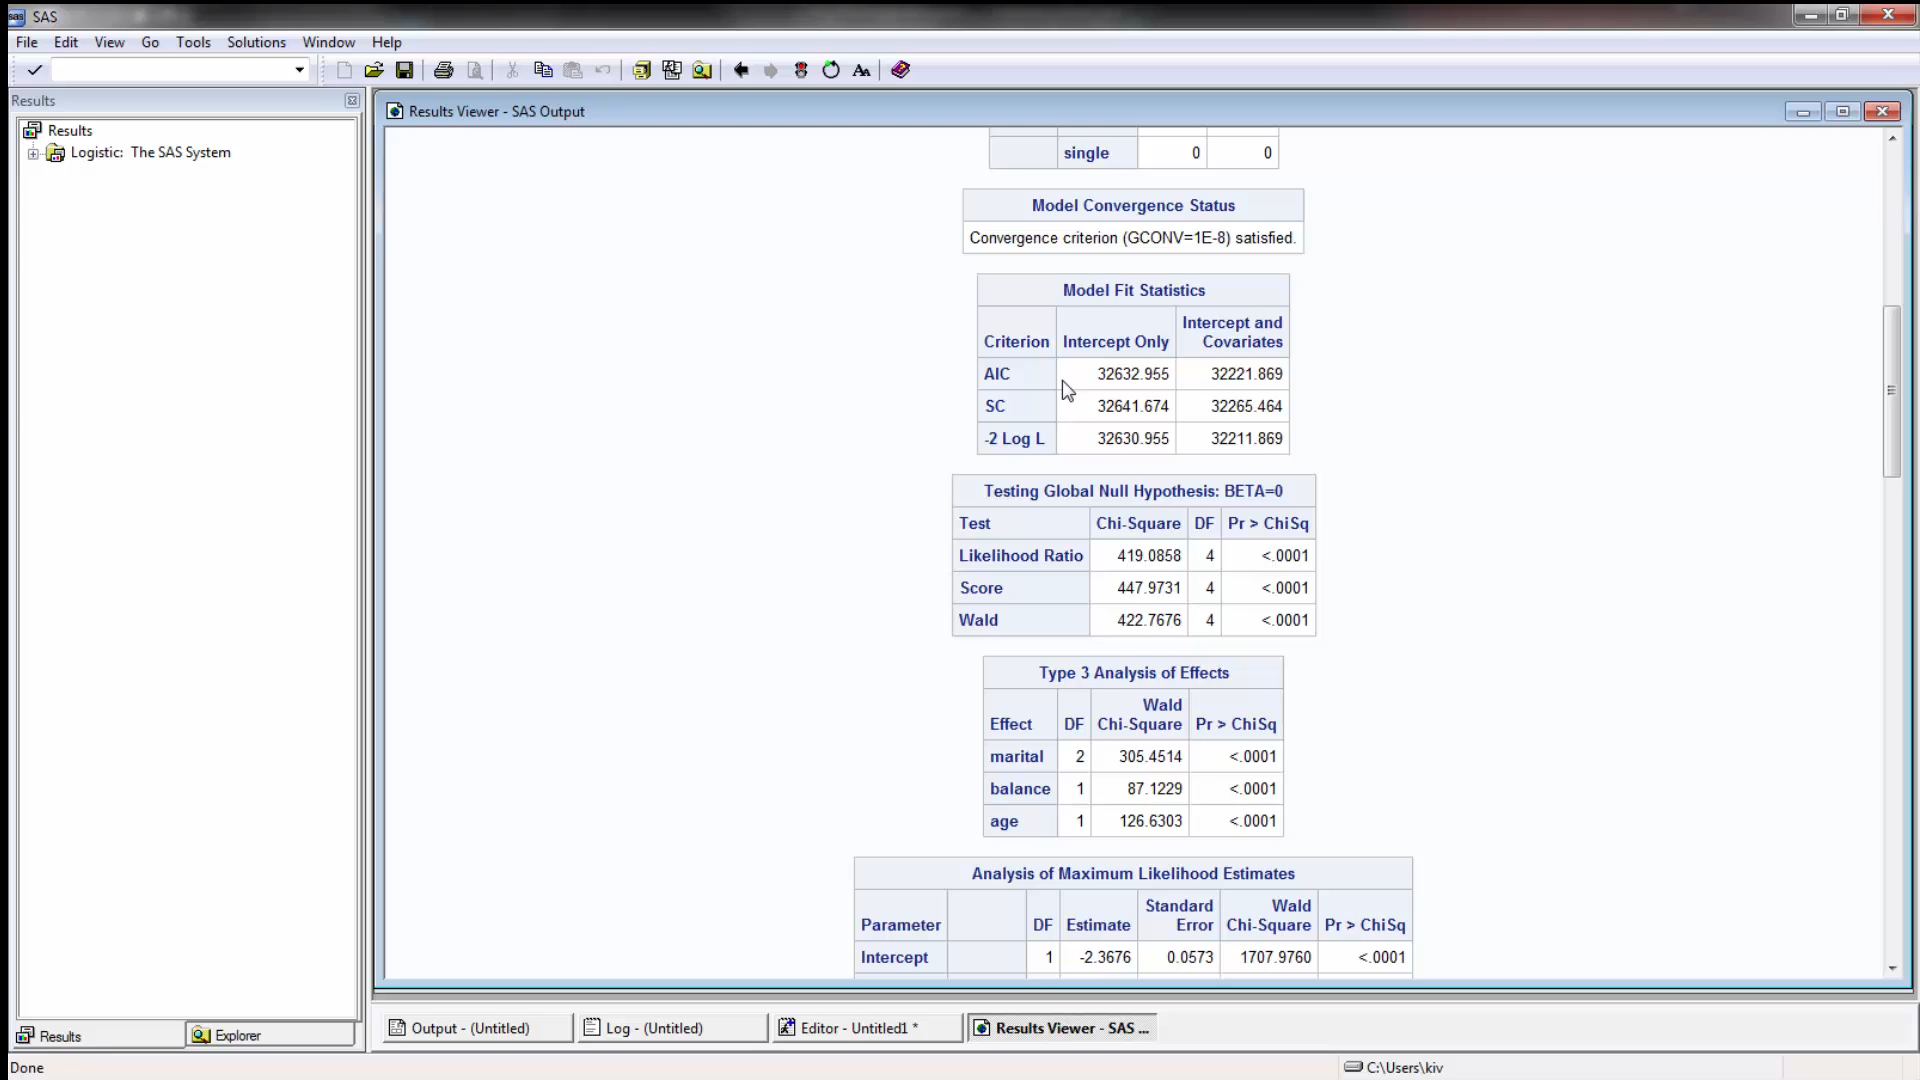 SAS
File Edit View Go Tools Solutions Window Help
Results
Results Viewer - SAS Output
Results
Logistic: The SAS System
single 0 0
Model Convergence Status
Convergence criterion (GCONV=1E-8) satisfied.
Model Fit Statistics
Criterion Intercept Only Intercept and Covariates
AIC 32632.955 32221.869
SC 32641.674 32265.464
-2 Log L 32630.955 32211.869
Testing Global Null Hypothesis: BETA=0
Test Chi-Square DF Pr > ChiSq
Likelihood Ratio 419.0858 4 <.0001
Score 447.9731 4 <.0001
Wald 422.7676 4 <.0001
Type 3 Analysis of Effects
Effect DF Wald Chi-Square Pr > ChiSq
marital 2 305.4514 <.0001
balance 1 87.1229 <.0001
age 1 126.6303 <.0001
Analysis of Maximum Likelihood Estimates
Parameter DF Estimate Standard Error Wald Chi-Square Pr > ChiSq
Intercept 1 -2.3676 0.0573 1707.9760 <.0001
Results Explorer
Output - (Untitled) Log - (Untitled) Editor - Untitled1 * Results Viewer - SAS ...
Done C:\Users\kiv